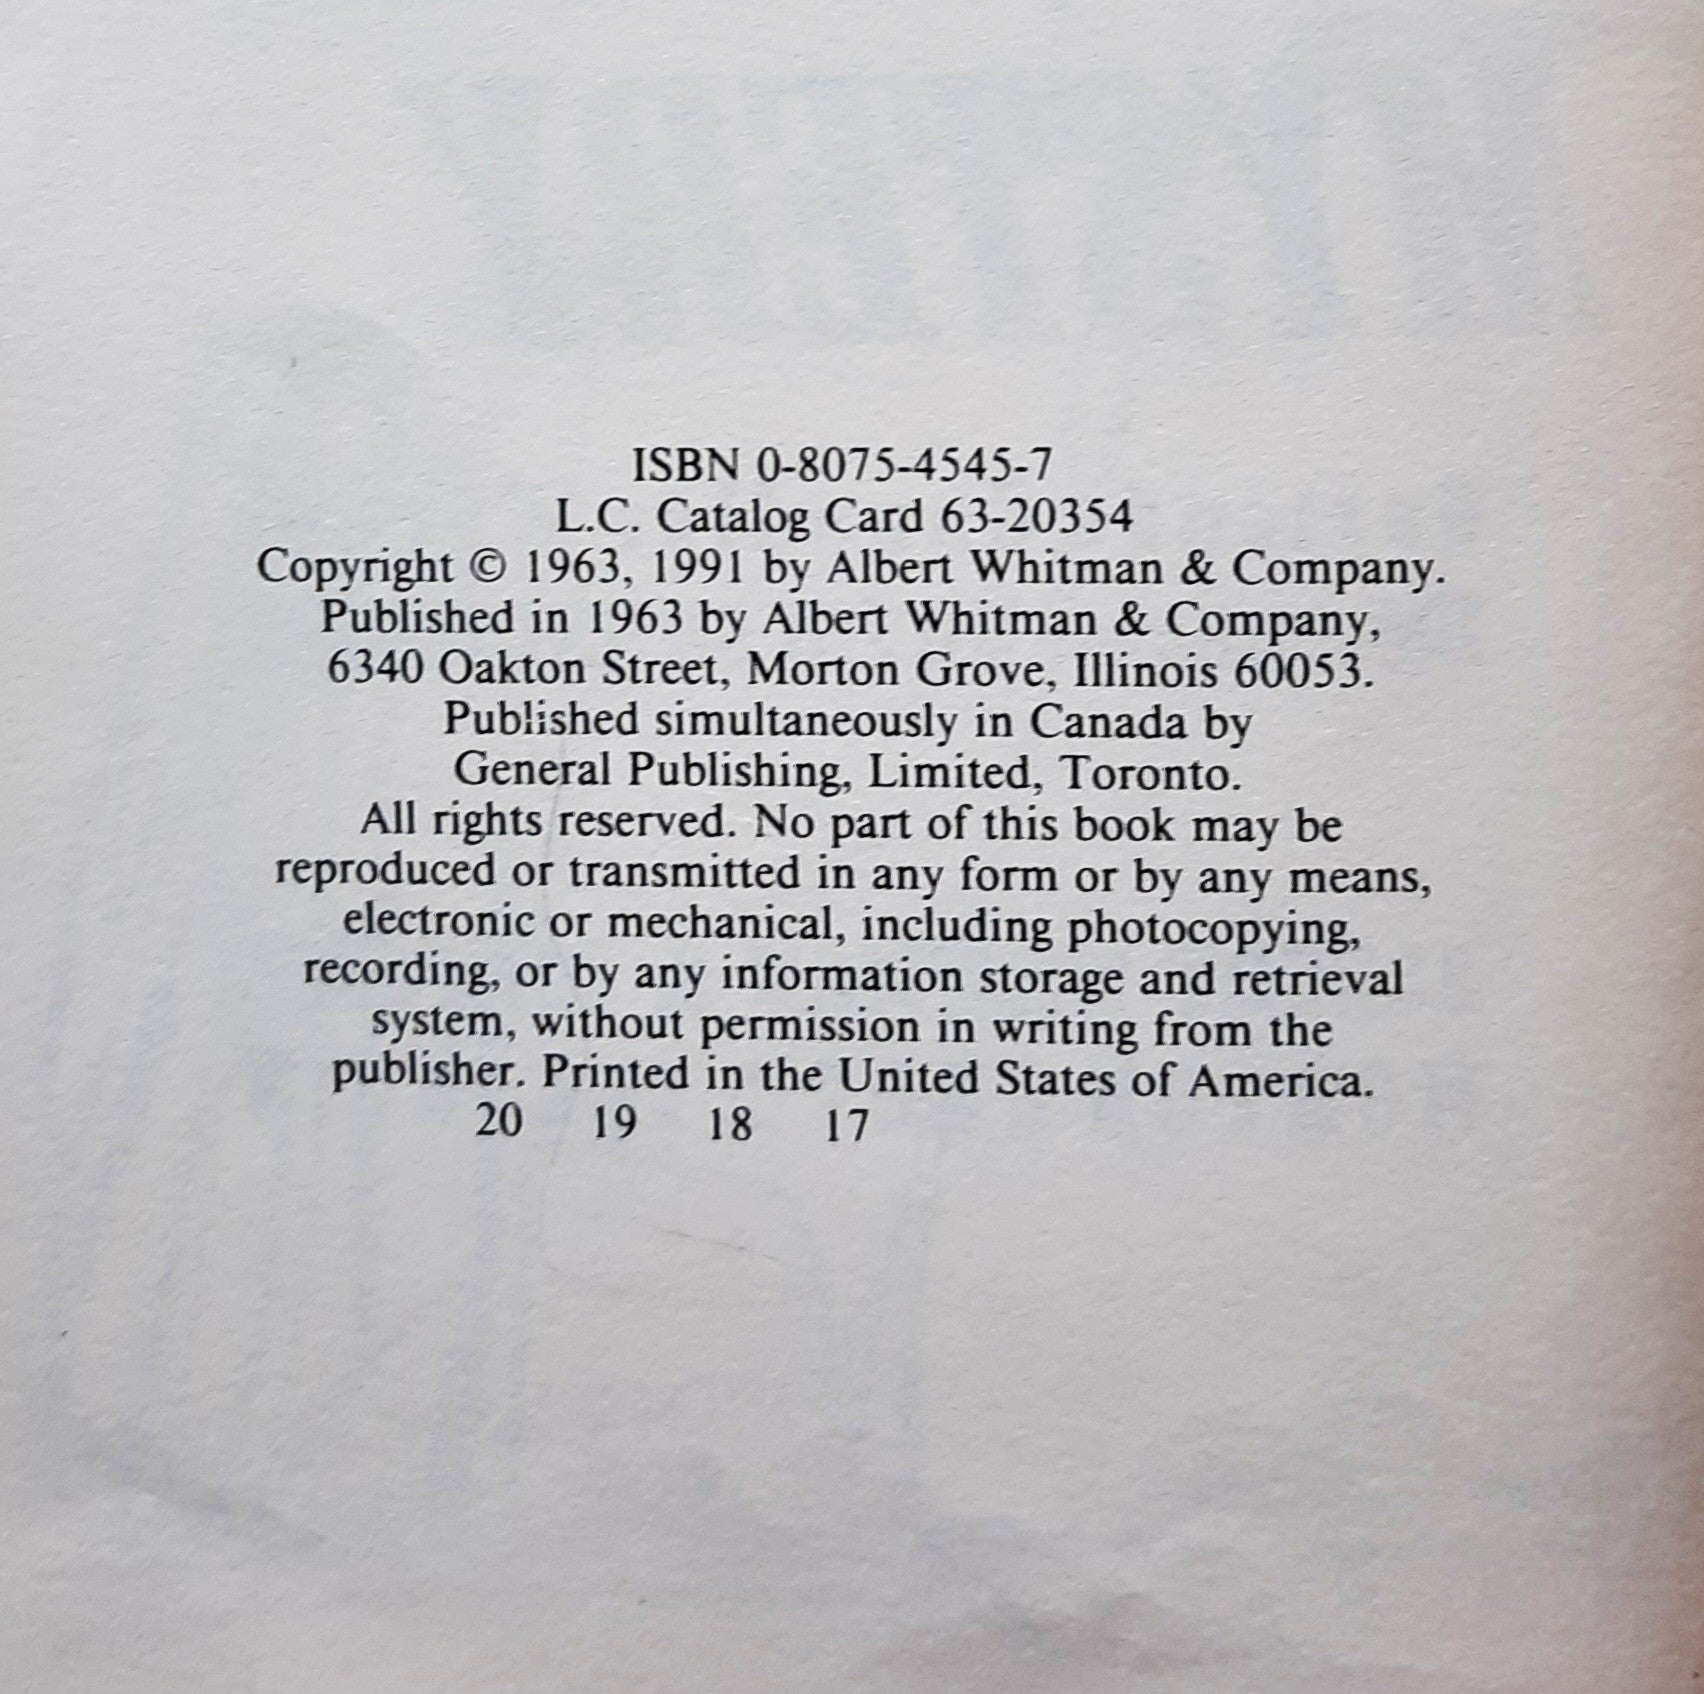 ISBN 0-8075-4545-7
L.C. Catalog Card 63-20354
Copyright © 1963, 1991 by Albert Whitman & Company.
Published in 1963 by Albert Whitman & Company,
6340 Oakton Street, Morton Grove, Illinois 60053.
Published simultaneously in Canada by
General Publishing, Limited, Toronto.
All rights reserved. No part of this book may be
reproduced or transmitted in any form or by any means,
electronic or mechanical, including photocopying,
recording, or by any information storage and retrieval
system, without permission in writing from the
publisher. Printed in the United States of America.
20 19 18 17